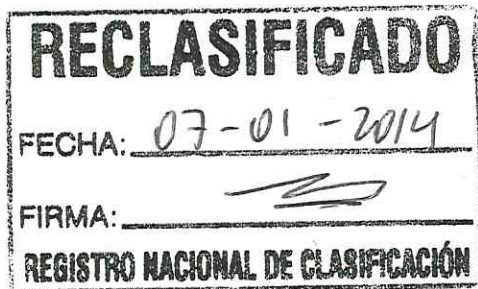 RECLASIFICADO
FECHA: 07-01-2014
FIRMA:
REGISTRO NACIONAL DE CLASIFICACIÓN